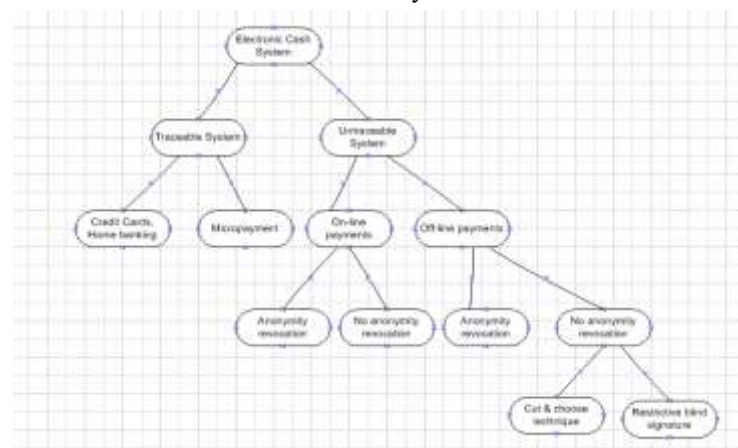 Electronic Cash
System
Traceable System
Untraceable
System
Credit Cards,
Home banking
Micropayment
On-line
payments
Off-line payments
Anonymity
revocation
No anonymity
revocation
Anonymity
revocation
No anonymity
revocation
Cut & choose
technique
Restrictive blind
signature